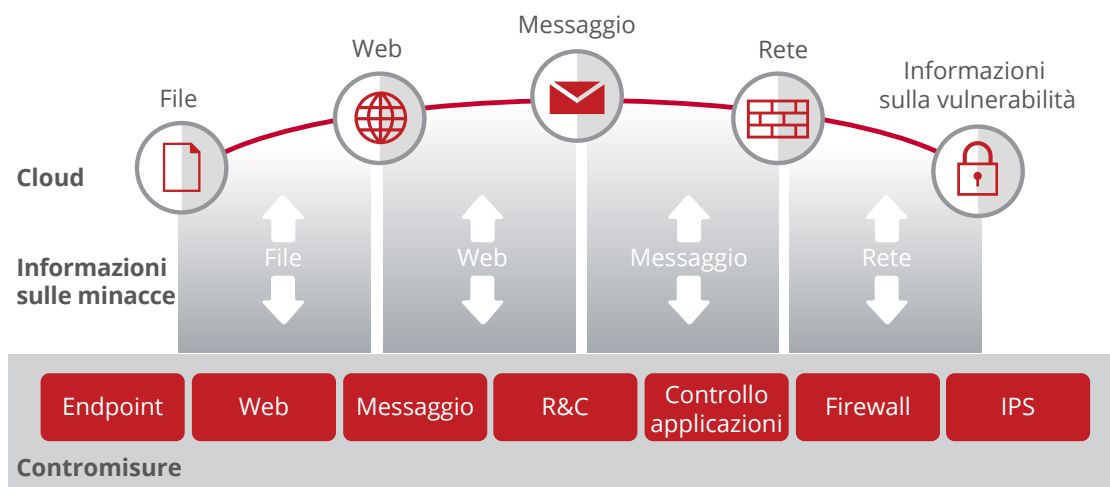 Messaggio
Web
Rete
Informazioni
sulla vulnerabilità
File
Cloud
File
Web
Messaggio
Rete
Informazioni
sulle minacce
Endpoint
Web
Messaggio
R&C
Controllo
applicazioni
Firewall
IPS
Contromisure